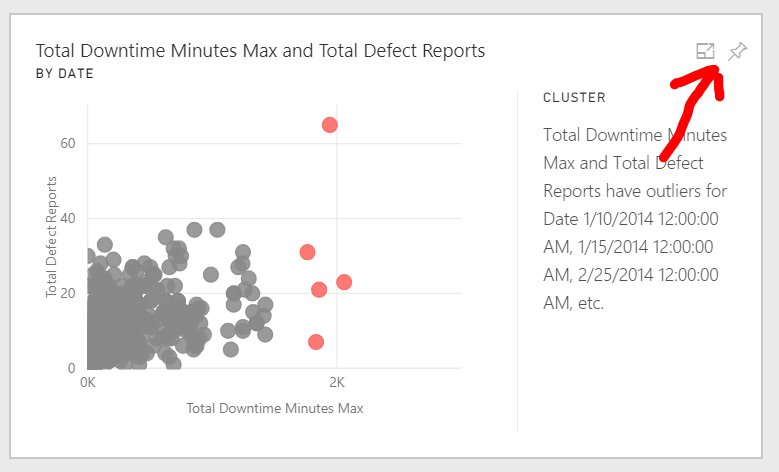 Total Downtime Minutes Max and Total Defect Reports
BY DATE
60
40
20
0
Total Defect Reports
0K
2K
Total Downtime Minutes Max
CLUSTER
Total Downtime Minutes
Max and Total Defect
Reports have outliers for
Date 1/10/2014 12:00:00
AM, 1/15/2014 12:00:00
AM, 2/25/2014 12:00:00
AM, etc.